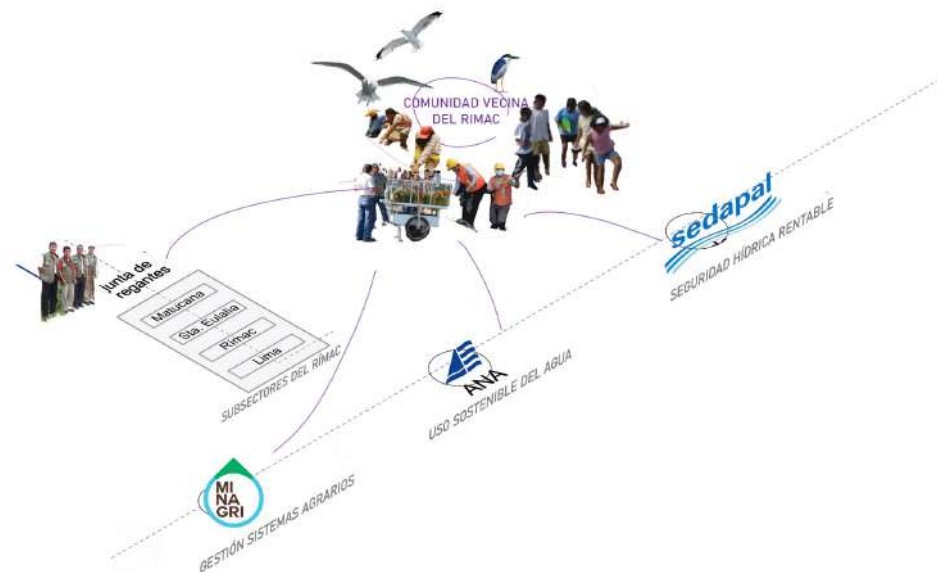 COMUNIDAD VECINA
DEL RIMAC
sedapal
SEGURIDAD HÍDRICA RENTABLE
junta de
regantes
Matucana
Sta. Eulalia
Rimac
Lima
SUBSECTORES DEL RÍMAC
ANA
USO SOSTENIBLE DEL AGUA
MI
NA
GRI
GESTIÓN SISTEMAS AGRARIOS